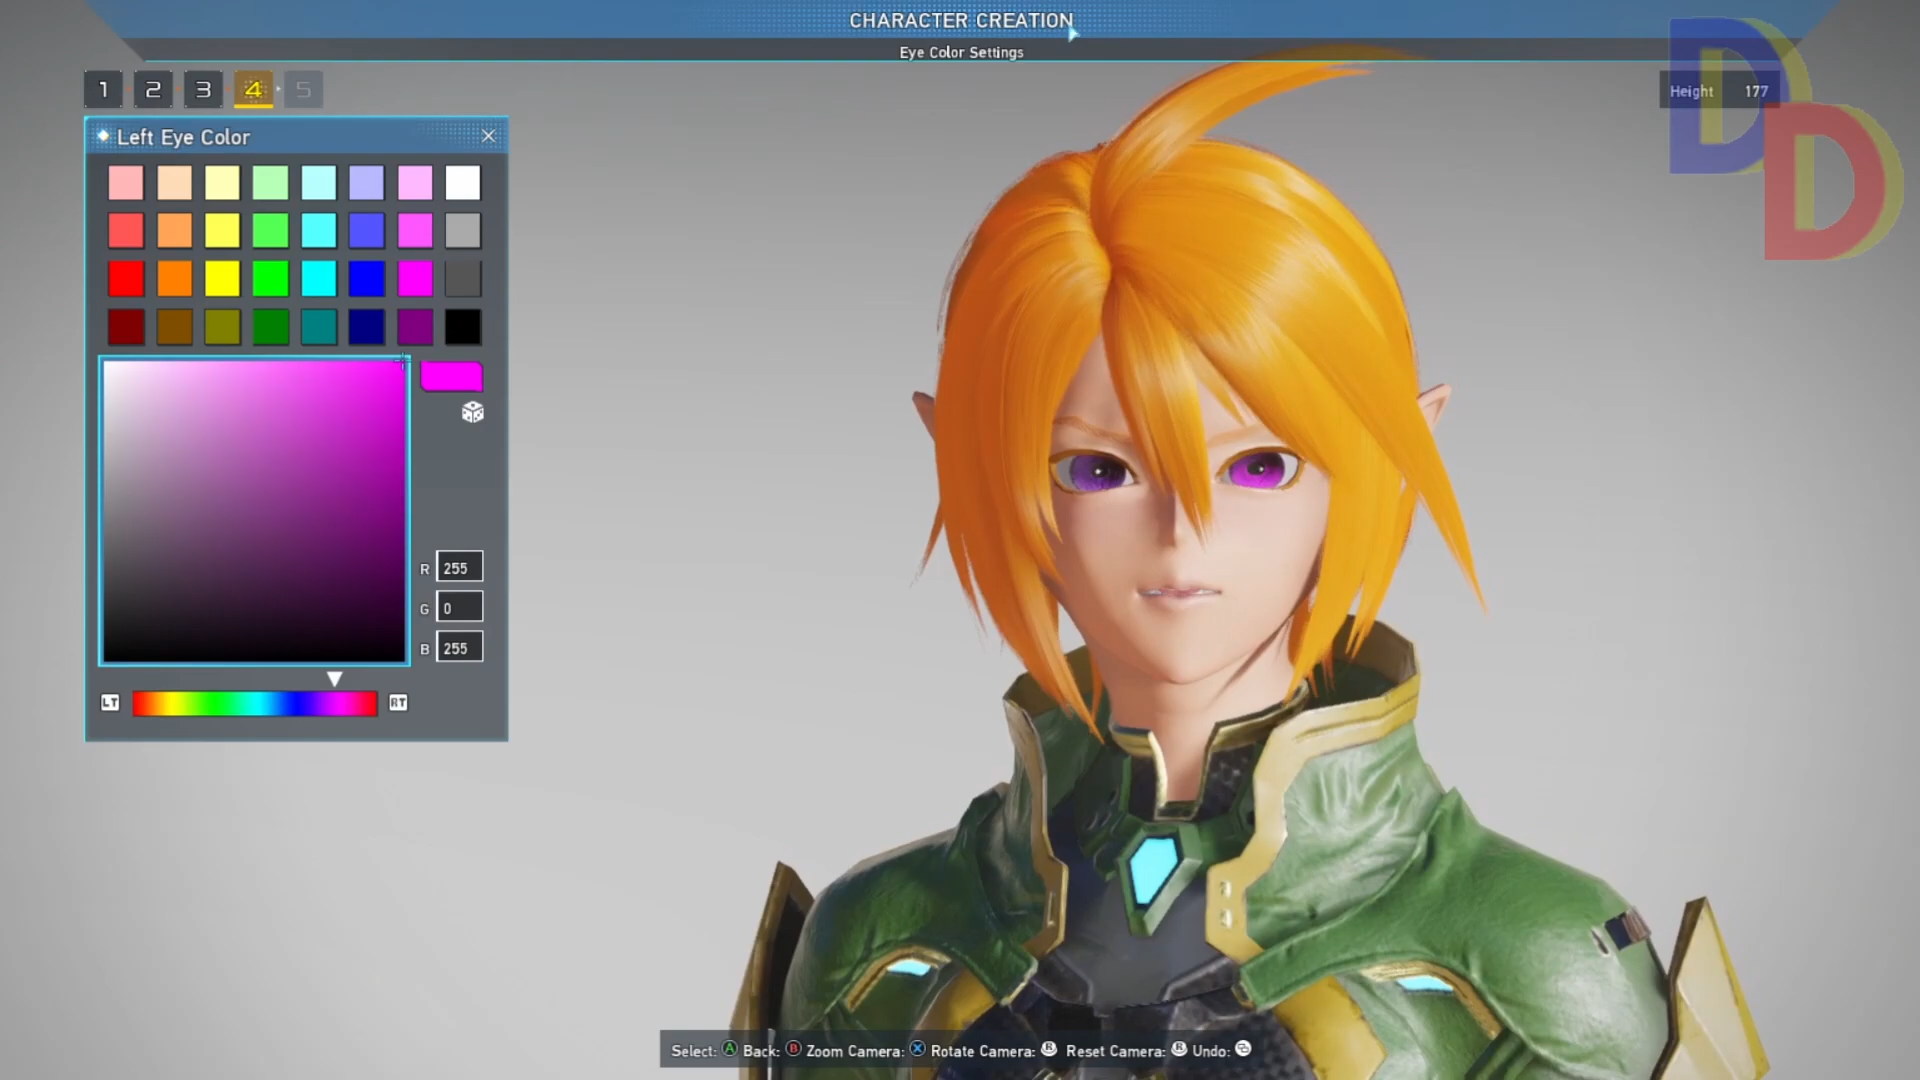 CHARACTER CREATION
Eye Color Settings
1 2 3 4 5
Height 177
DD
Left Eye Color
R 255
G 0
B 255
LT RT
Select: A Back: B Zoom Camera: X Rotate Camera: R Reset Camera: R Undo: